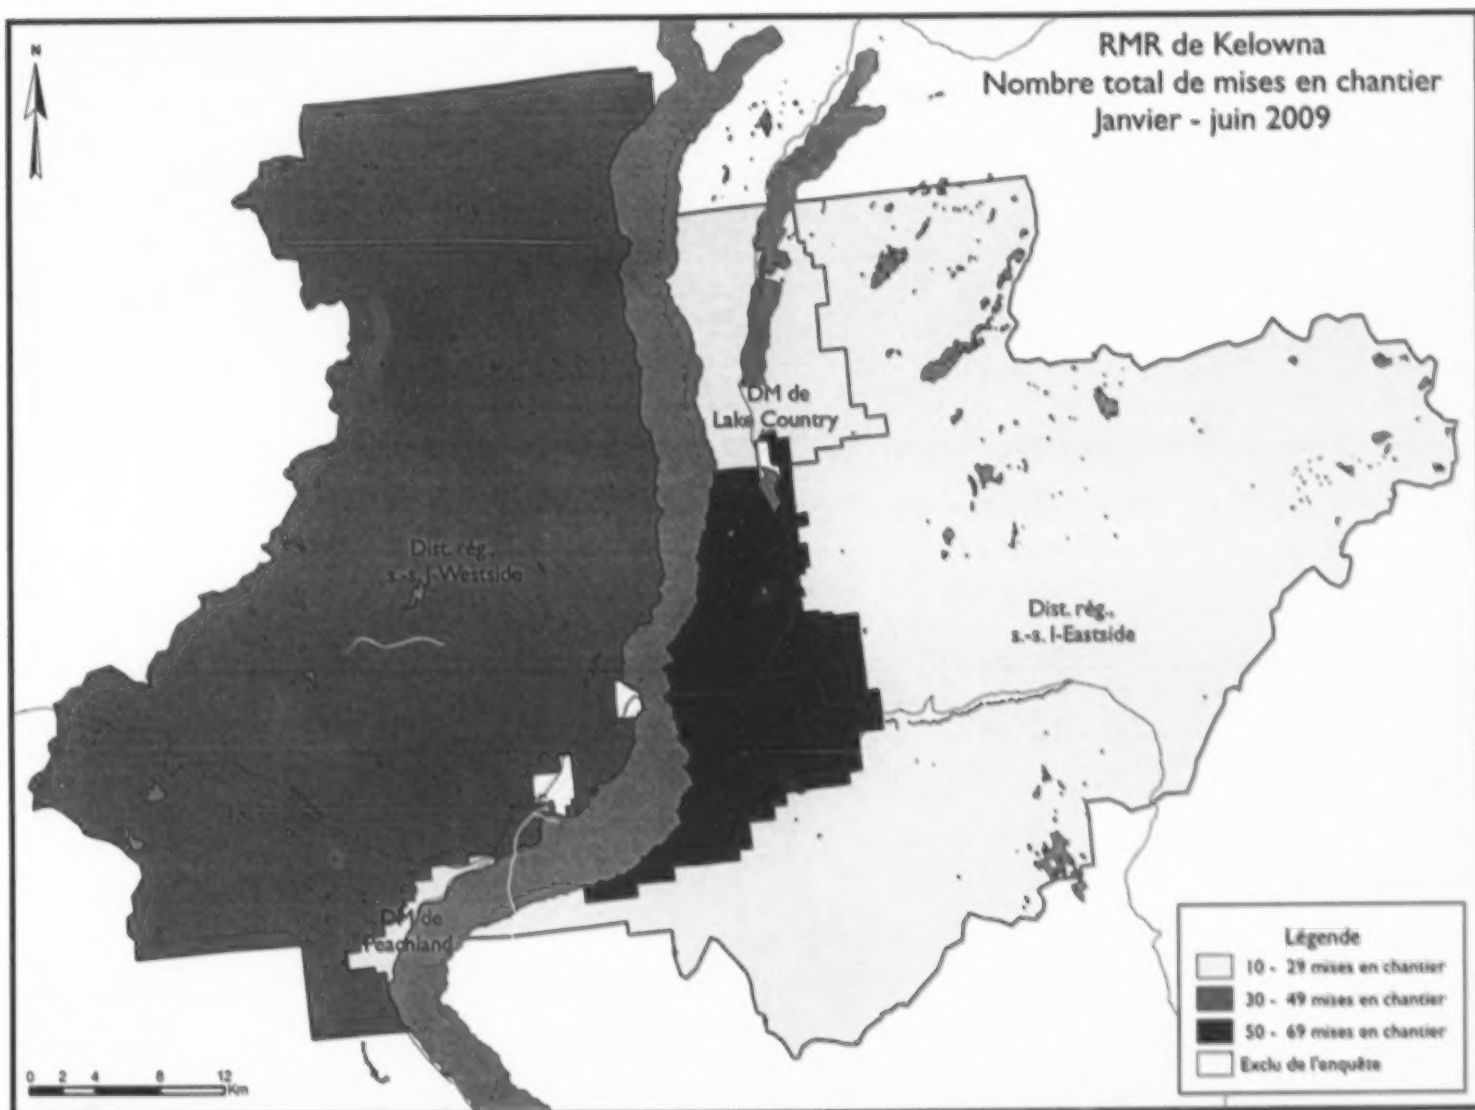 N
RMR de Kelowna
Nombre total de mises en chantier
Janvier - juin 2009
DM de
Lake Country
Dist. rég.,
s.-s. J-Westside
Dist. rég.,
s.-s. I-Eastside
DM de
Peachland
Légende
10 - 29 mises en chantier
30 - 49 mises en chantier
50 - 69 mises en chantier
Exclu de l'enquête
0 2 4 8 12
Km